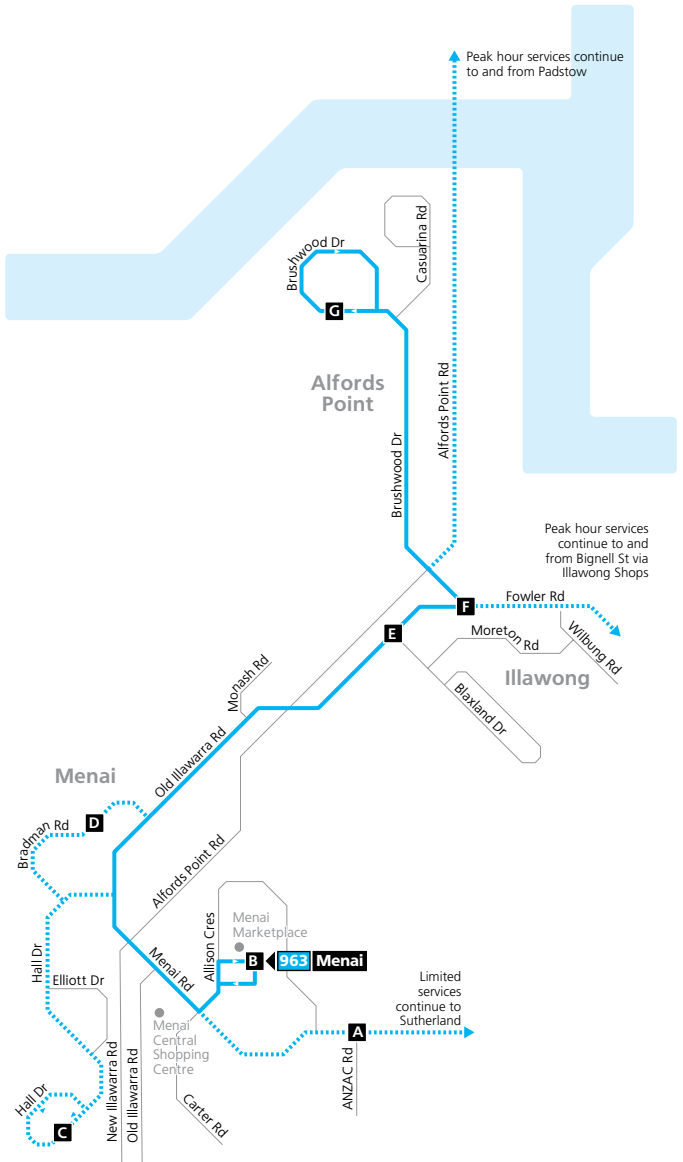 Peak hour services continue
to and from Padstow
Casuarina Rd
Brushwood Dr
G
Alfords
Point
Alfords Point Rd
Brushwood Dr
Peak hour services
continue to and
from Bignell St via
Illawong Shops
F
Fowler Rd
E
Moreton Rd
Wilbung Rd
Illawong
Blaxland Dr
Monash Rd
Old Illawarra Rd
Menai
D
Bradman Rd
Alfords Point Rd
Menai
Marketplace
Allison Cres
B
963 Menai
Menai Rd
Hall Dr
Elliott Dr
Limited
services
continue to
Sutherland
A
Menai
Central
Shopping
Centre
ANZAC Rd
New Illawarra Rd
Old Illawarra Rd
Hall Dr
C
Carter Rd